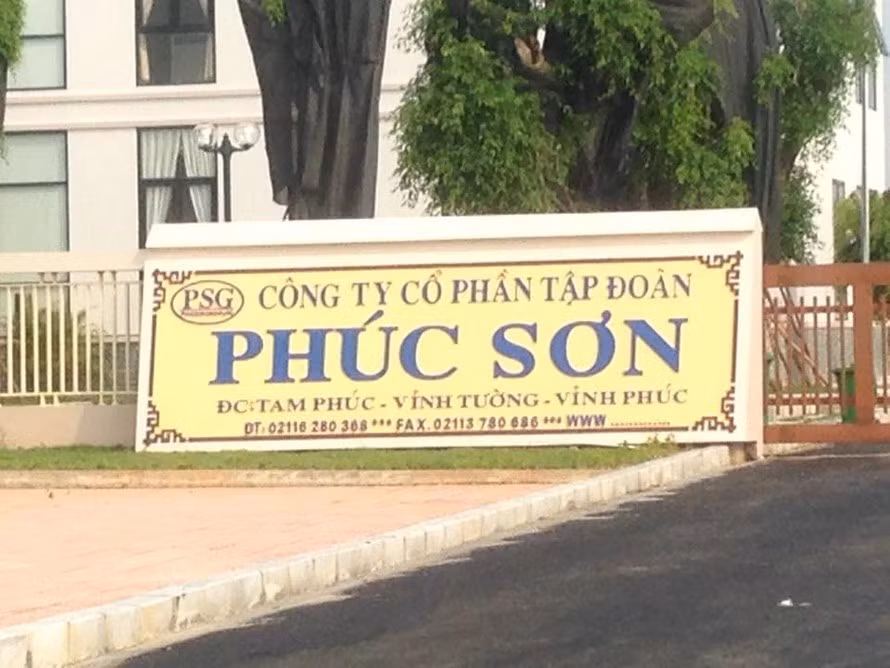 PSG
CÔNG TY CỔ PHẦN TẬP ĐOÀN
PHÚC SƠN
ĐC: TAM PHÚC - VĨNH TƯỜNG - VĨNH PHÚC
ĐT: 02116 280 368 *** FAX. 02113 780 686 *** WWW